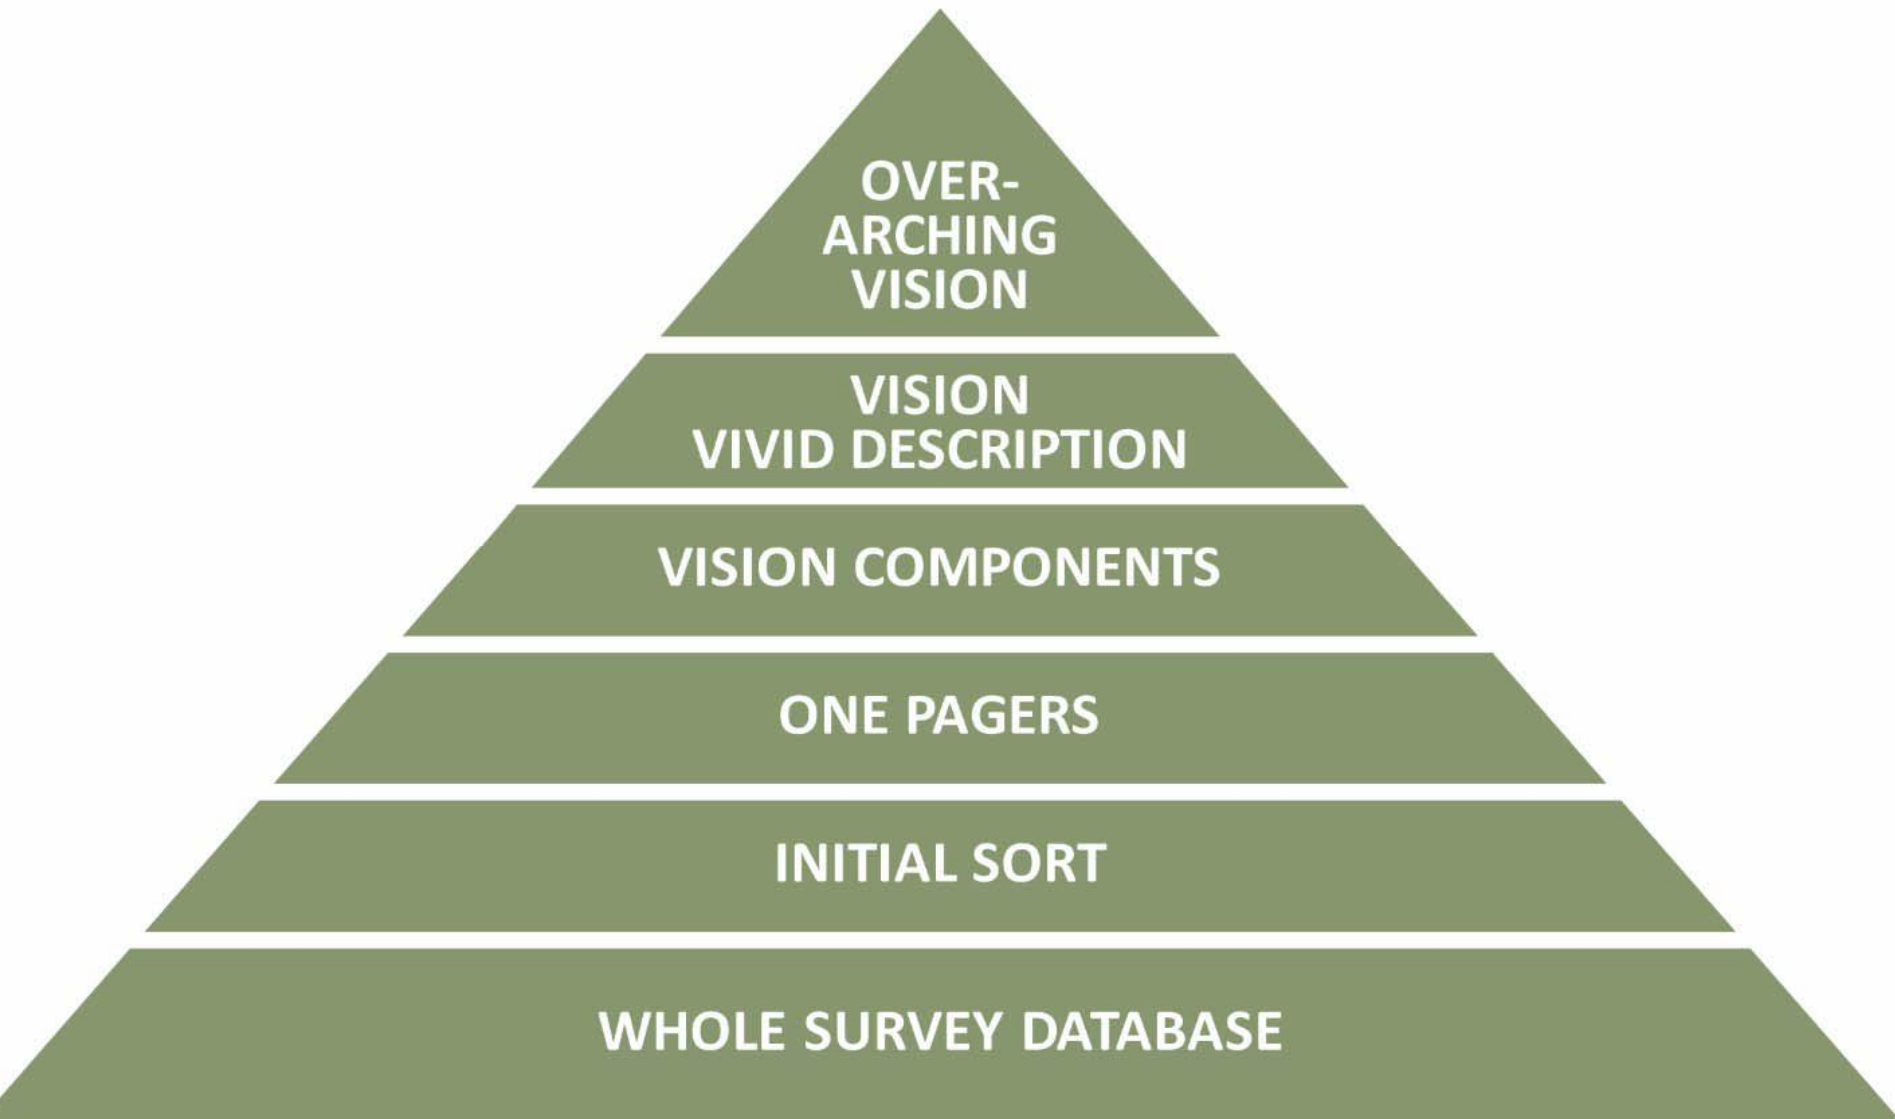 OVER-
ARCHING
VISION
VISION
VIVID DESCRIPTION
VISION COMPONENTS
ONE PAGERS
INITIAL SORT
WHOLE SURVEY DATABASE